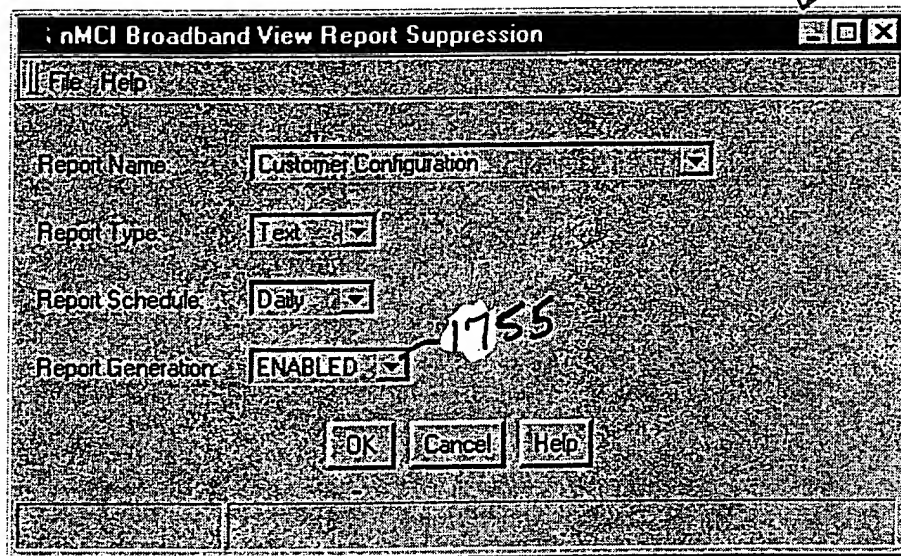 nMCI Broadband View Report Suppression
File Help
Report Name: Customer Configuration
Report Type: Text
Report Schedule: Daily
Report Generation: ENABLED
1755
OK Cancel Help